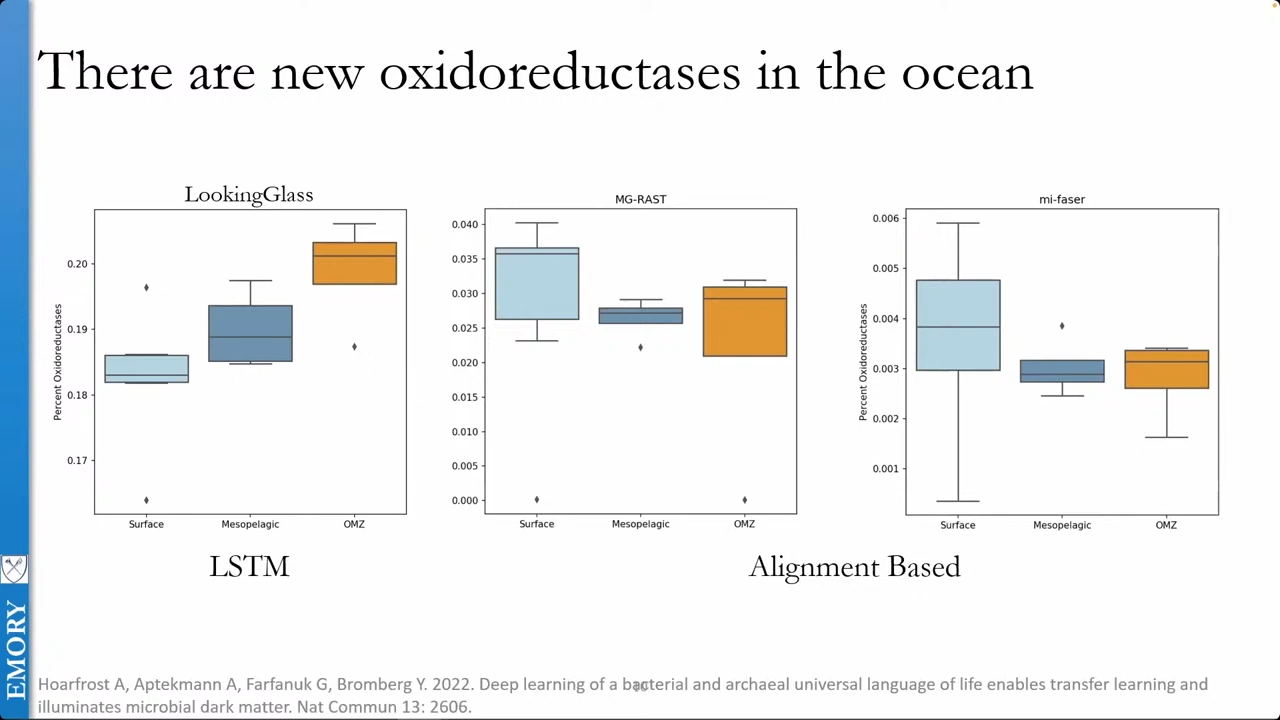 There are new oxidoreductases in the ocean
LookingGlass
Percent Oxidoreductases
0.20
0.19
0.18
0.17
Surface
Mesopelagic
OMZ
LSTM
MG-RAST
0.040
0.035
0.030
0.025
0.020
0.015
0.010
0.005
0.000
Surface
Mesopelagic
OMZ
mi-faser
Percent Oxidoreductases
0.006
0.005
0.004
0.003
0.002
0.001
Surface
Mesopelagic
OMZ
Alignment Based
EMORY
Hoarfrost A, Aptekmann A, Farfanuk G, Bromberg Y. 2022. Deep learning of a bacterial an archaeal universal language of life enables transfer learning and
illuminates microbial dark matter. Nat Commun 13: 2606.